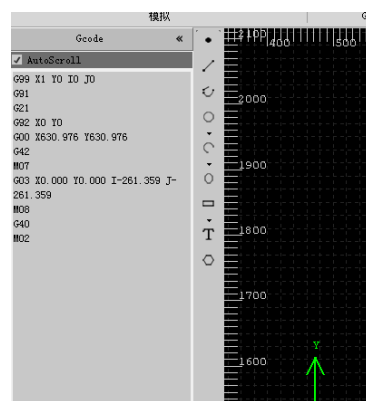 模拟
G
Gcode «
AutoScroll
G99 X1 Y0 I0 J0
G91
G21
G92 X0 Y0
G00 X630.976 Y630.976
G42
M07
G03 X0.000 Y0.000 I-261.359 J-
261.359
M08
G40
M02
T
2100
400
500
2000
1900
1800
1700
1600
Y